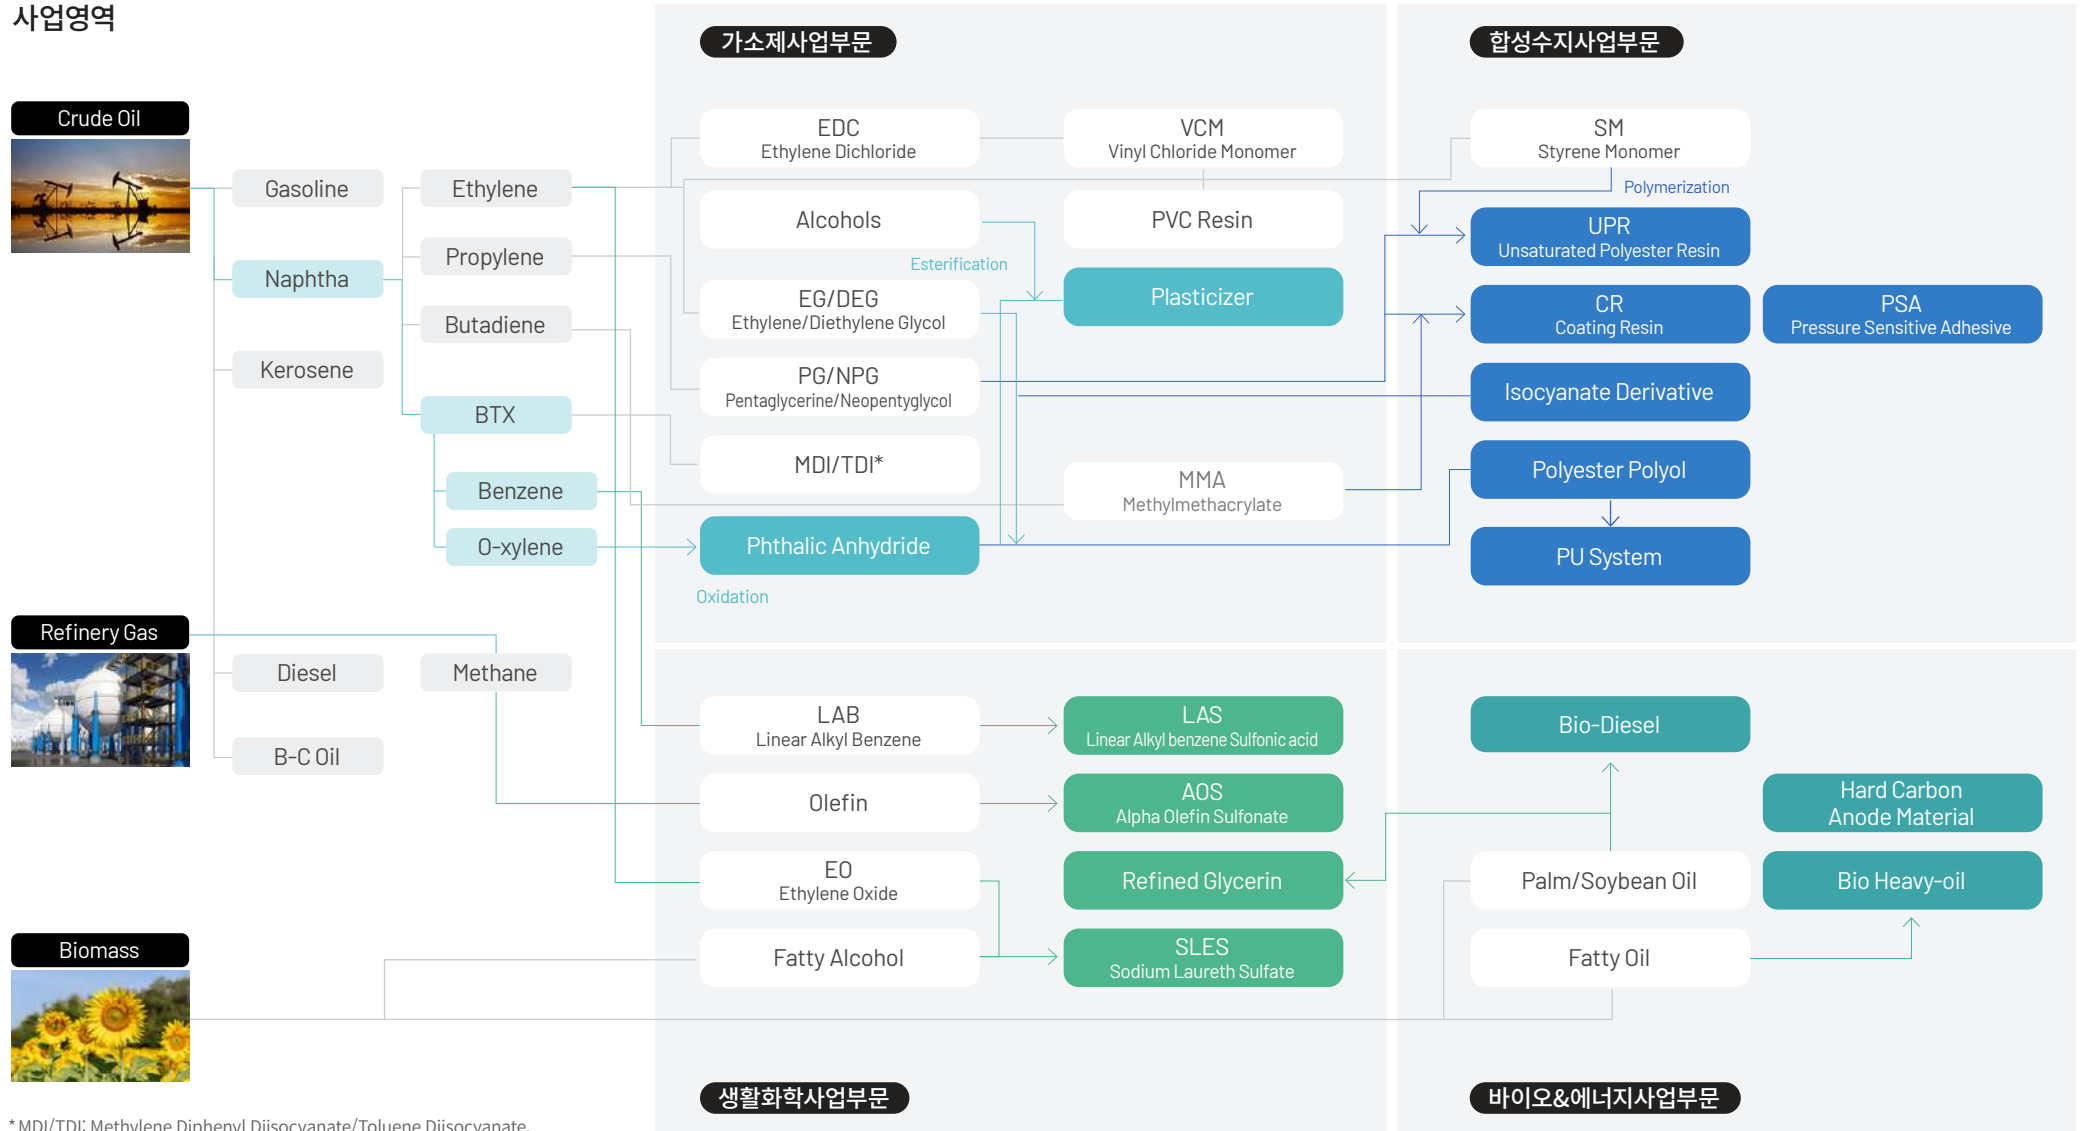 사업영역
Crude Oil
Gasoline
Naphtha
Kerosene
Ethylene
Propylene
Butadiene
BTX
Benzene
O-xylene
Refinery Gas
Diesel
B-C Oil
Methane
Biomass
가소제사업부문
EDC
Ethylene Dichloride
VCM
Vinyl Chloride Monomer
Alcohols
PVC Resin
Esterification
EG/DEG
Ethylene/Diethylene Glycol
Plasticizer
PG/NPG
Pentaglycerine/Neopentyglycol
MDI/TDI*
MMA
Methylmethacrylate
Phthalic Anhydride
Oxidation
합성수지사업부문
SM
Styrene Monomer
Polymerization
UPR
Unsaturated Polyester Resin
CR
Coating Resin
PSA
Pressure Sensitive Adhesive
Isocyanate Derivative
Polyester Polyol
PU System
LAB
Linear Alkyl Benzene
LAS
Linear Alkyl benzene Sulfonic acid
Olefin
AOS
Alpha Olefin Sulfonate
EO
Ethylene Oxide
Refined Glycerin
Fatty Alcohol
SLES
Sodium Laureth Sulfate
생활화학사업부문
Bio-Diesel
Hard Carbon
Anode Material
Palm/Soybean Oil
Bio Heavy-oil
Fatty Oil
바이오&에너지사업부문
* MDI/TDI: Methylene Diphenyl Diisocyanate/Toluene Diisocyanate.